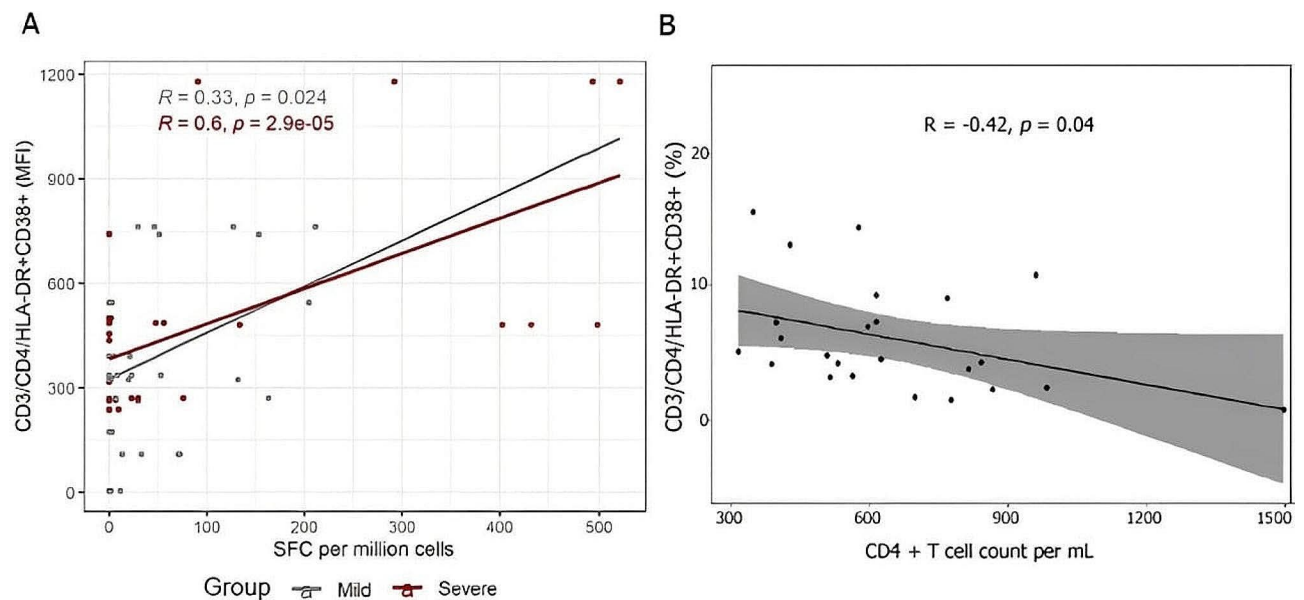 A
1200
900
600
300
0
CD3/CD4/HLA-DR+CD38+ (MFI)
R = 0.33, p = 0.024
R = 0.6, p = 2.9e-05
0 100 200 300 400 500
SFC per million cells
Group a Mild a Severe
B
R = -0.42, p = 0.04
20
10
0
CD3/CD4/HLA-DR+CD38+ (%)
300 600 900 1200 1500
CD4 + T cell count per mL